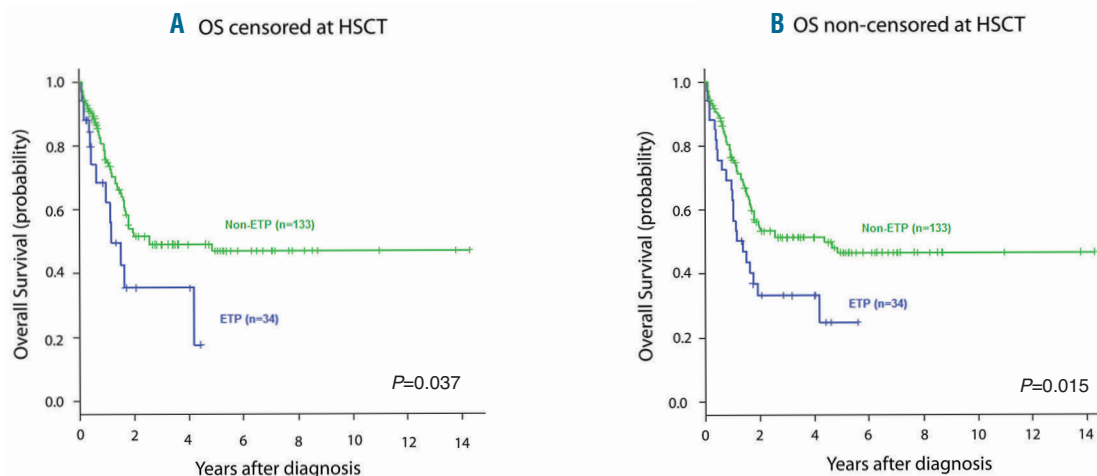 A OS censored at HSCT
Overall Survival (probability)
1.0
0.8
0.6
0.4
0.2
0.0
Non-ETP (n=133)
ETP (n=34)
P=0.037
0 2 4 6 8 10 12 14
Years after diagnosis
B OS non-censored at HSCT
Overall Survival (probability)
1.0
0.8
0.6
0.4
0.2
0.0
Non-ETP (n=133)
ETP (n=34)
P=0.015
0 2 4 6 8 10 12 14
Years after diagnosis